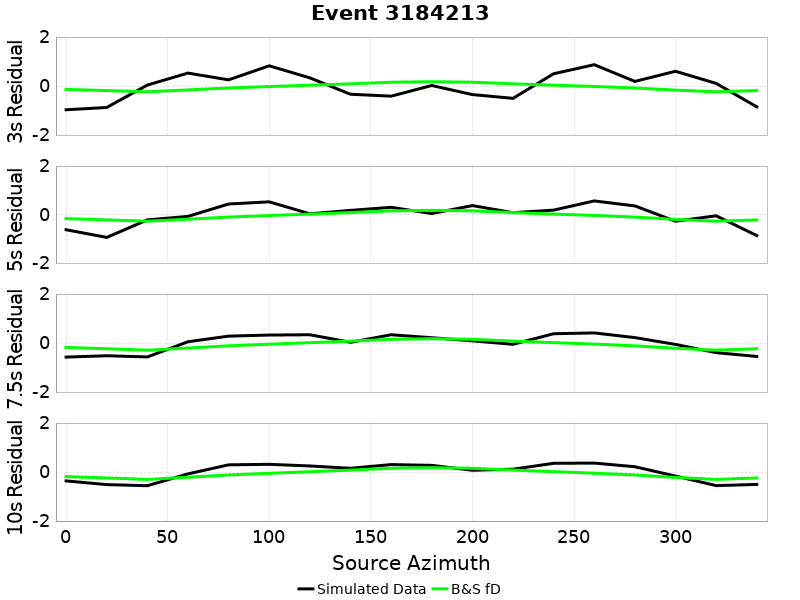 Event 3184213
3s Residual
2
0
-2
5s Residual
2
0
-2
7.5s Residual
2
0
-2
10s Residual
2
0
-2
0 50 100 150 200 250 300
Source Azimuth
Simulated Data B&S fD